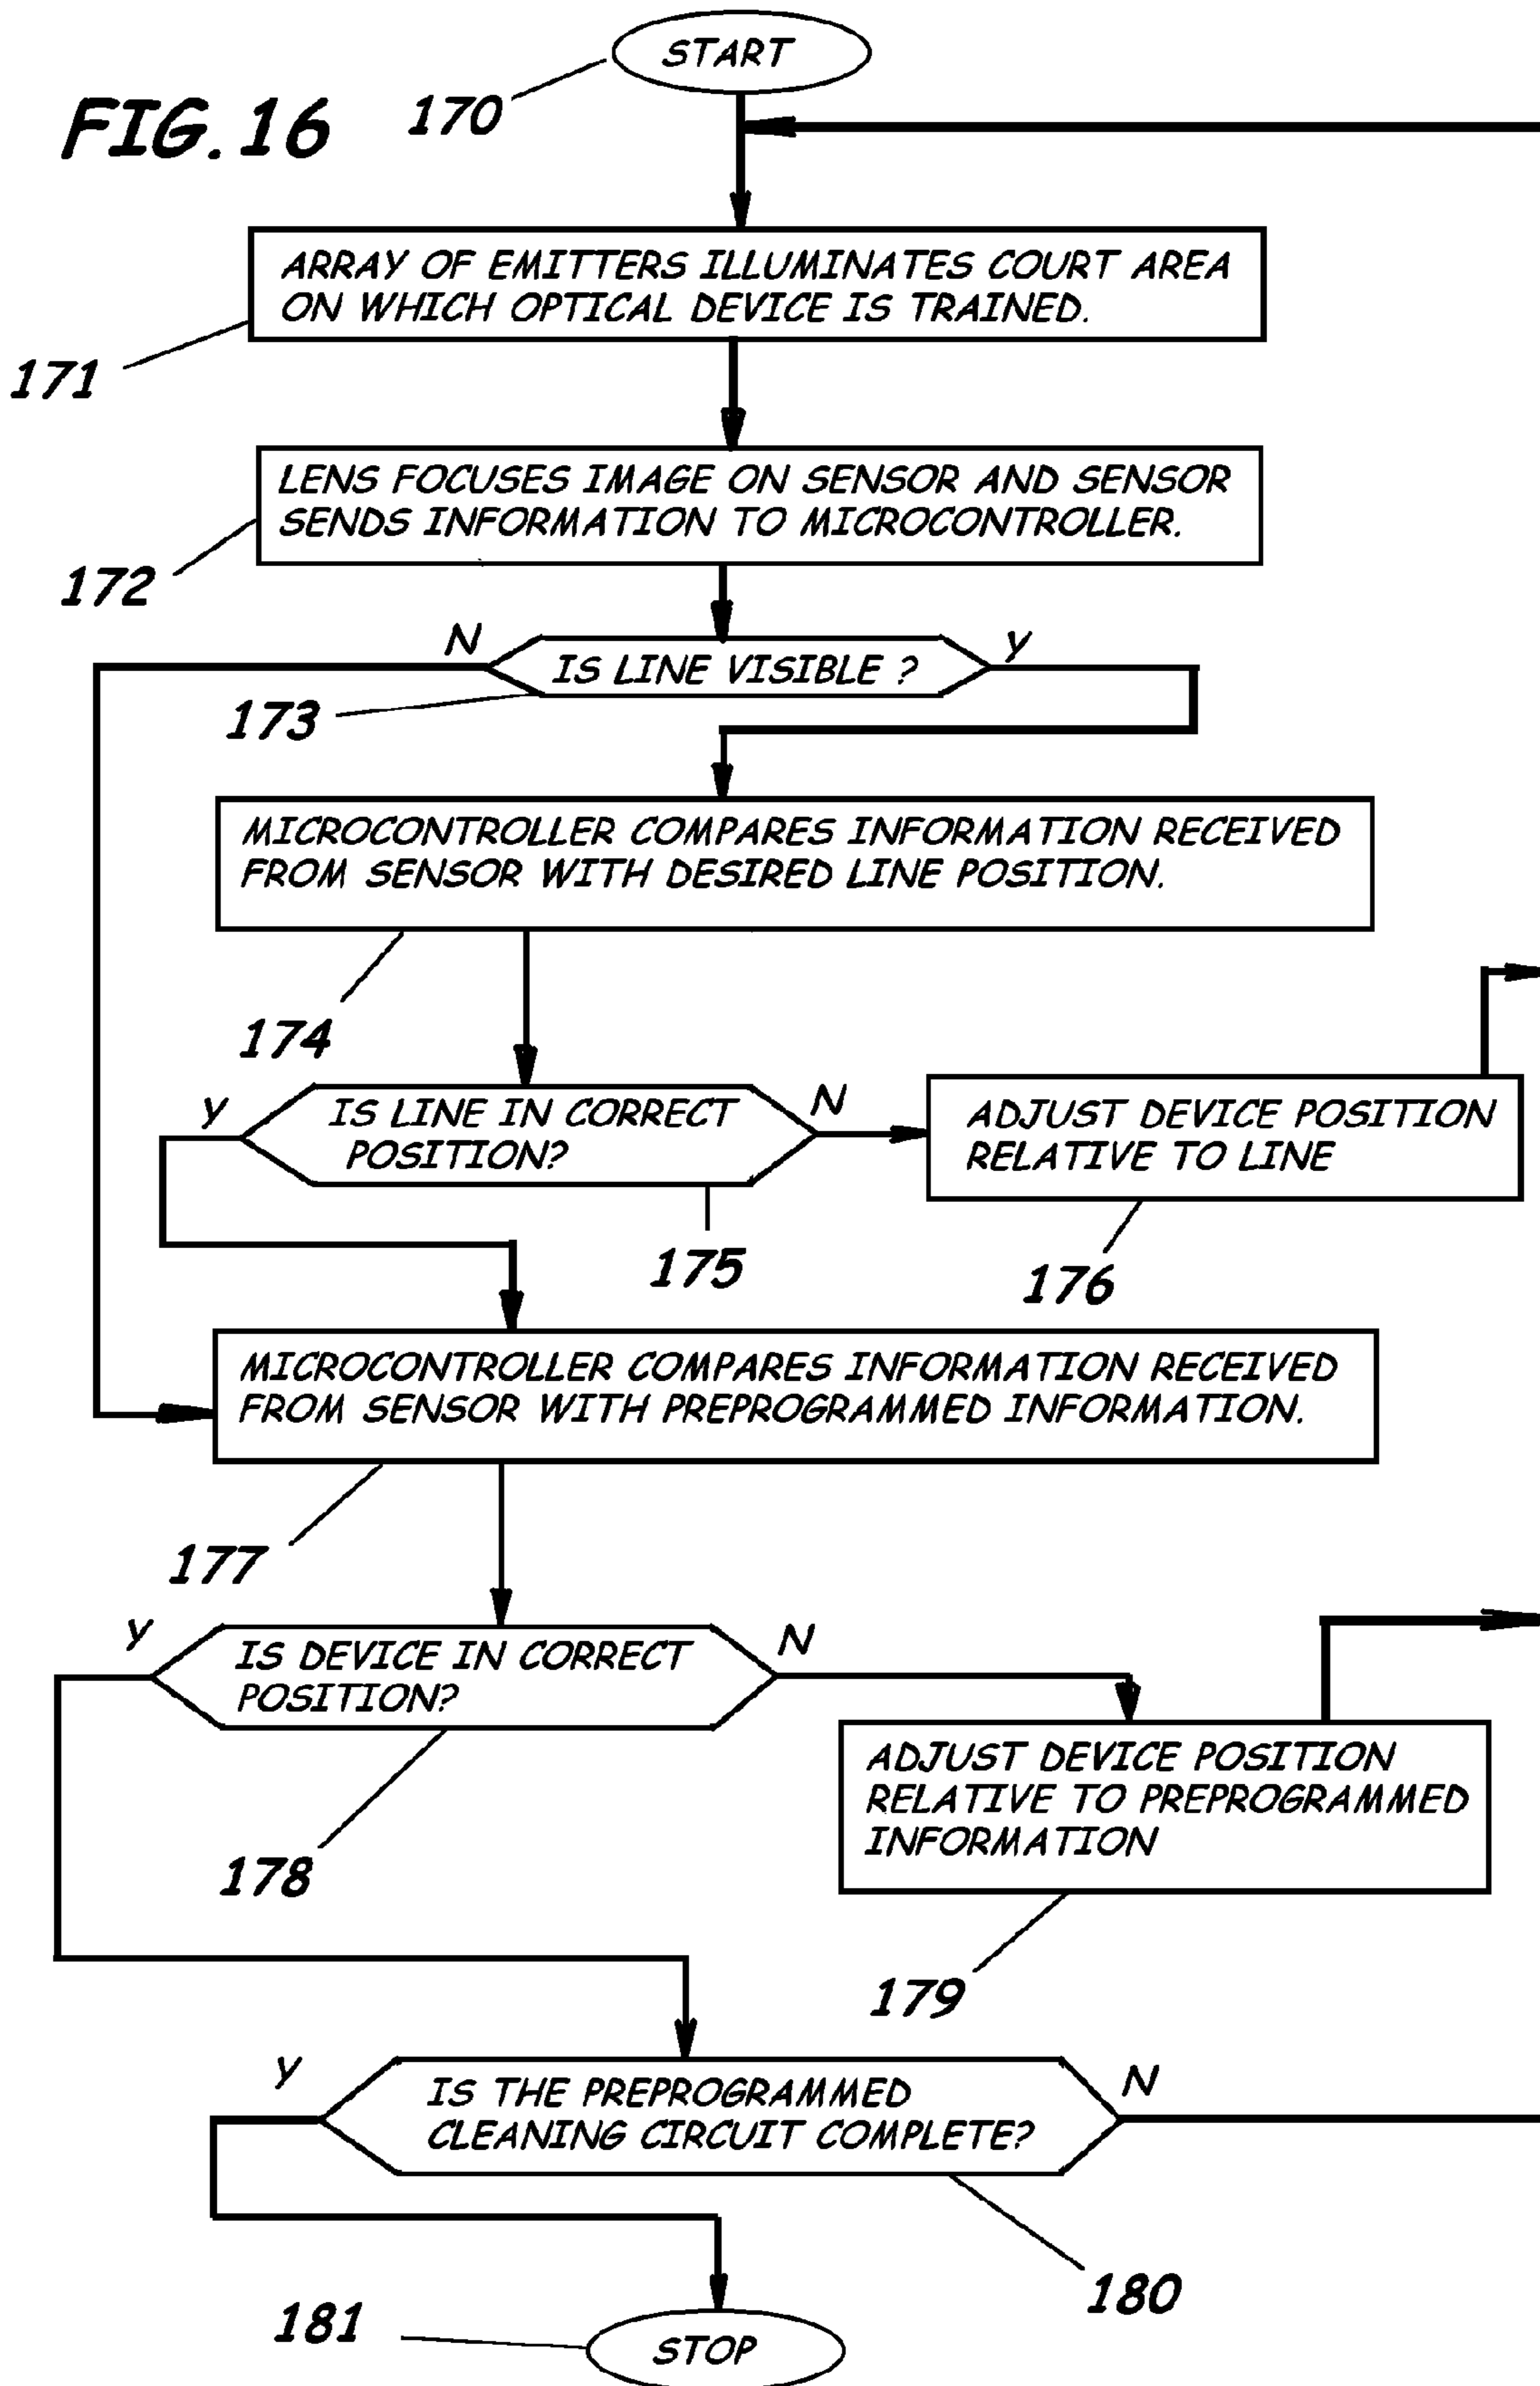 START
FIG. 16
170
ARRAY OF EMITTERS ILLUMINATES COURT AREA
ON WHICH OPTICAL DEVICE IS TRAINED.
171
LENS FOCUSES IMAGE ON SENSOR AND SENSOR
SENDS INFORMATION TO MICROCONTROLLER.
172
N
Y
IS LINE VISIBLE ?
173
MICROCONTROLLER COMPARES INFORMATION RECEIVED
FROM SENSOR WITH DESIRED LINE POSITION.
174
Y
N
IS LINE IN CORRECT
POSITION?
ADJUST DEVICE POSITION
RELATIVE TO LINE
175
176
MICROCONTROLLER COMPARES INFORMATION RECEIVED
FROM SENSOR WITH PREPROGRAMMED INFORMATION.
177
Y
N
IS DEVICE IN CORRECT
POSITION?
ADJUST DEVICE POSITION
RELATIVE TO PREPROGRAMMED
INFORMATION
178
179
Y
N
IS THE PREPROGRAMMED
CLEANING CIRCUIT COMPLETE?
180
181
STOP